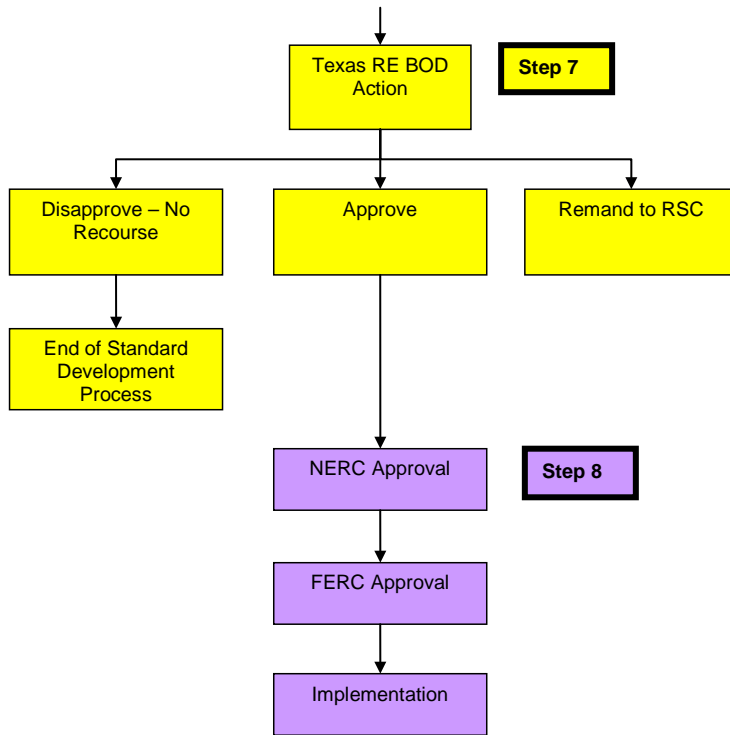 Texas RE BOD
Action
Step 7
Disapprove – No
Recourse
Approve
Remand to RSC
End of Standard
Development
Process
NERC Approval
Step 8
FERC Approval
Implementation